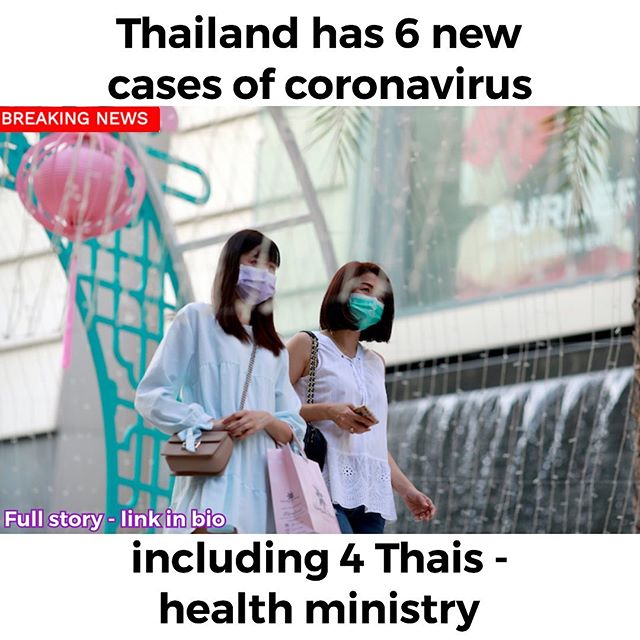 Thailand has 6 new
cases of coronavirus
BREAKING NEWS
Full story - link in bio
including 4 Thais -
health ministry